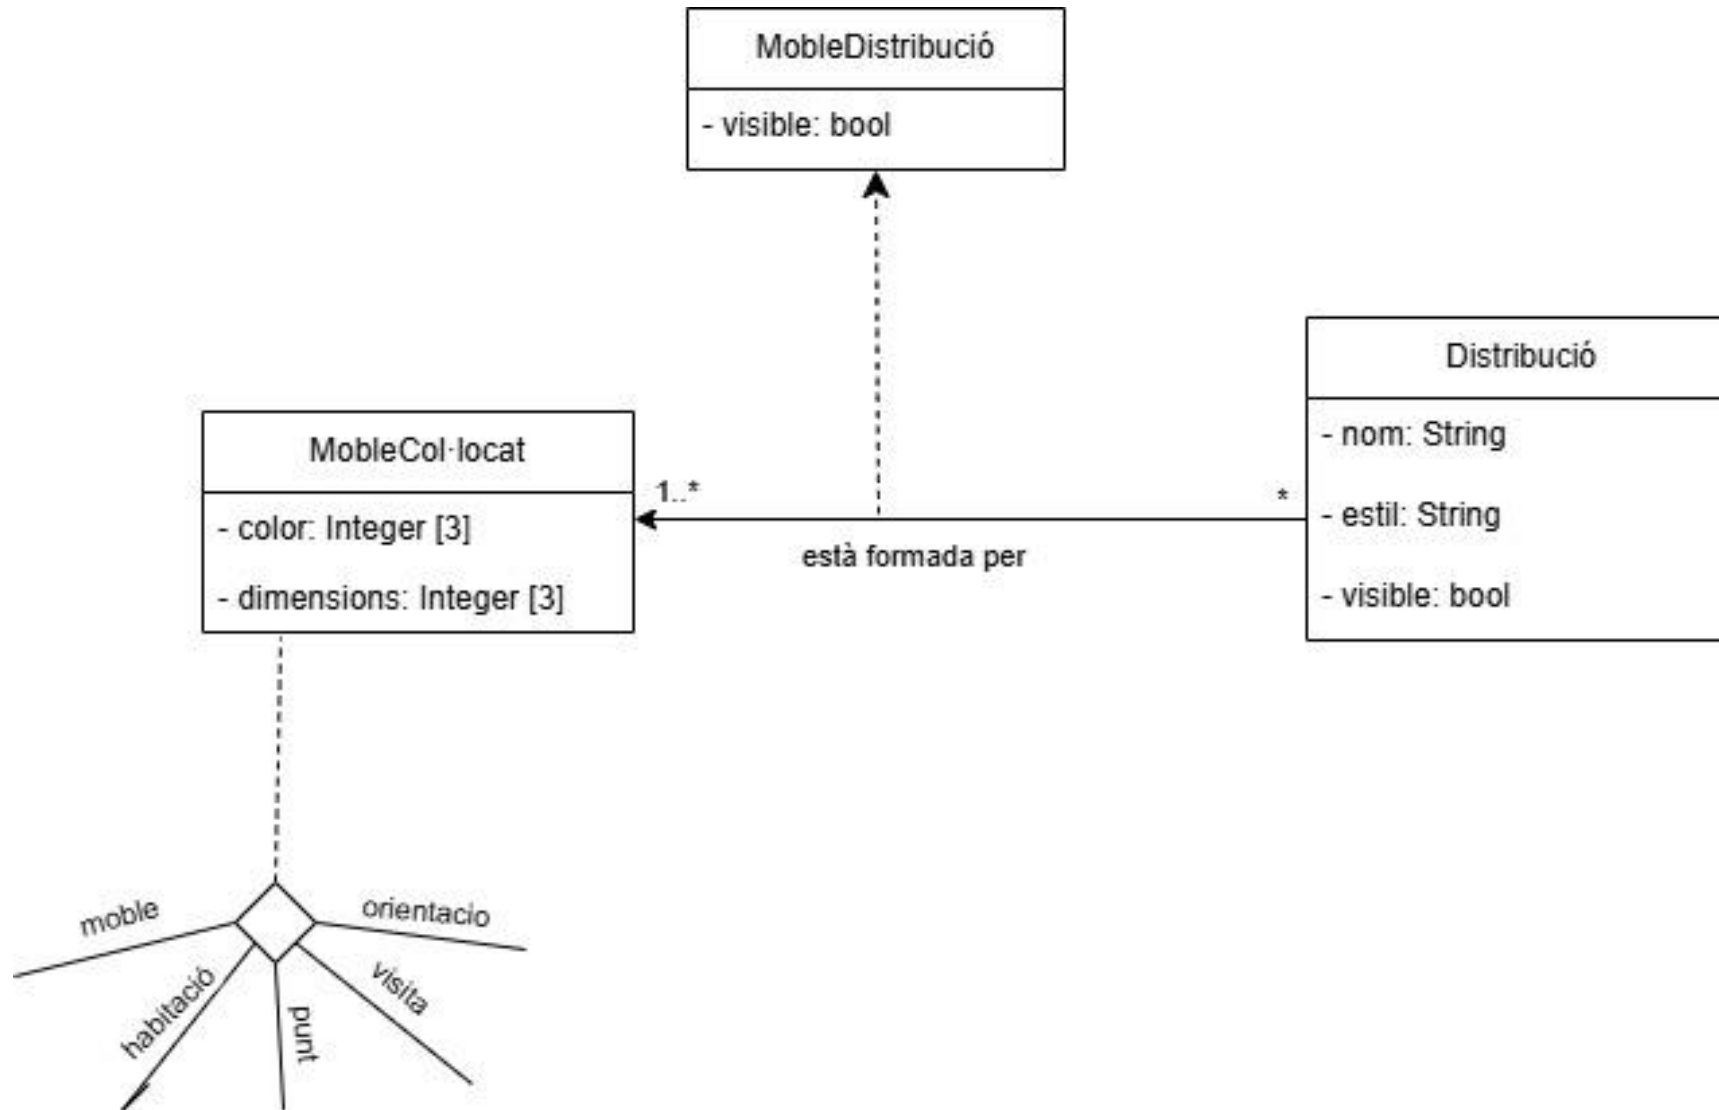 MobleDistribució
- visible: bool
Distribució
- nom: String
- estil: String
- visible: bool
MobleCol·locat
- color: Integer [3]
- dimensions: Integer [3]
1..*
*
està formada per
moble
orientacio
habitació
visita
punt